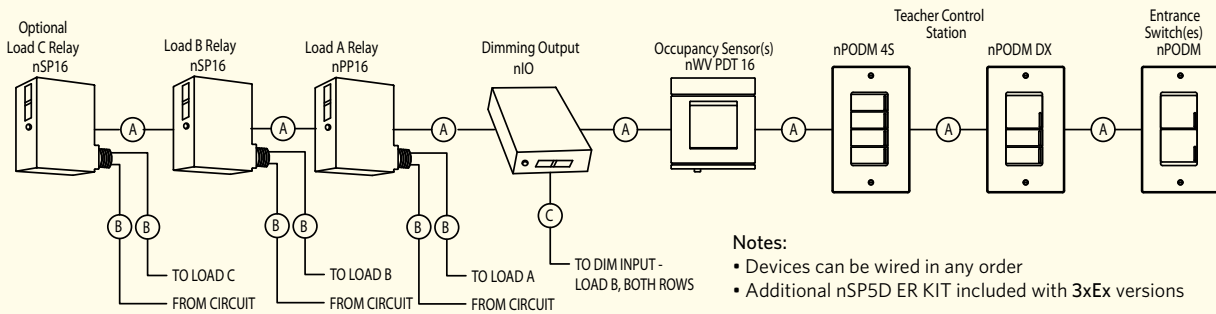 Optional
Load C Relay
nSP16
Load B Relay
nSP16
Load A Relay
nPP16
Dimming Output
nIO
Occupancy Sensor(s)
nWV PDT 16
Teacher Control
Station
nPODM 4S
nPODM DX
Entrance
Switch(es)
nPODM
A
A
A
A
A
A
A
B
B
B
B
B
B
C
TO LOAD C
FROM CIRCUIT
TO LOAD B
FROM CIRCUIT
TO LOAD A
FROM CIRCUIT
TO DIM INPUT -
LOAD B, BOTH ROWS
Notes:
• Devices can be wired in any order
• Additional nSP5D ER KIT included with 3xEx versions